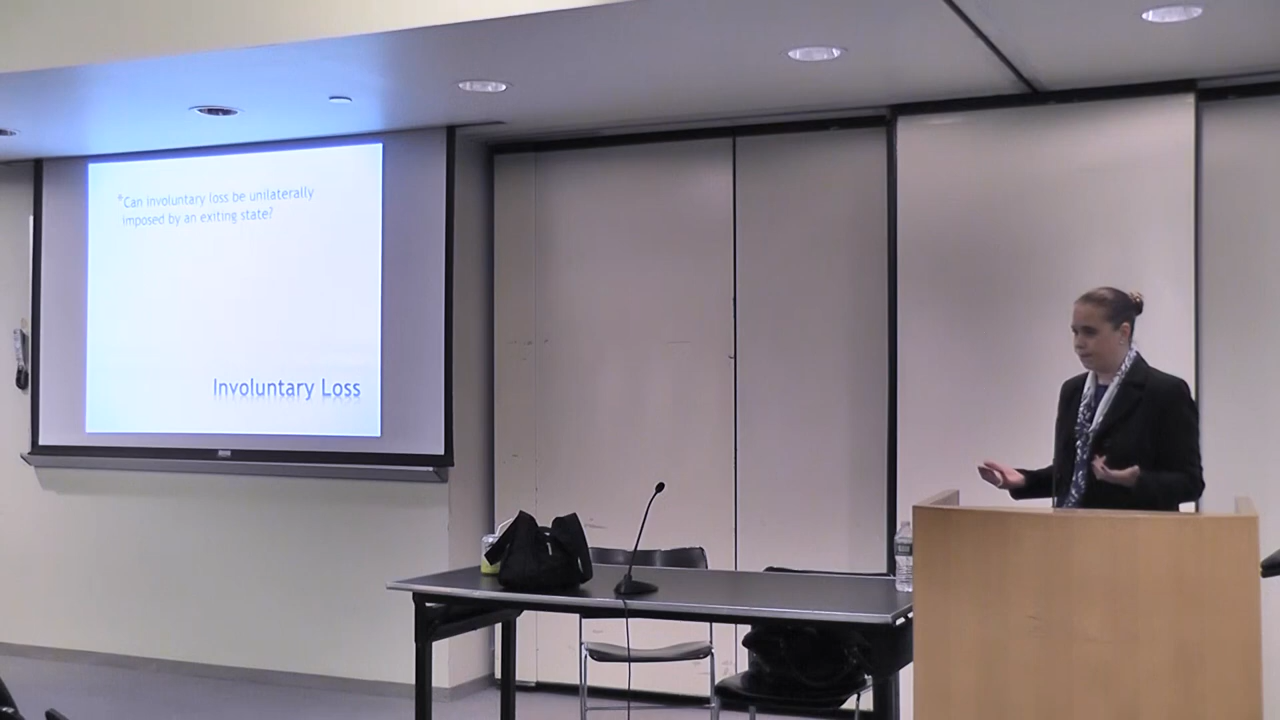 *Can involuntary loss be unilaterally
imposed by an exiting state?
Involuntary Loss